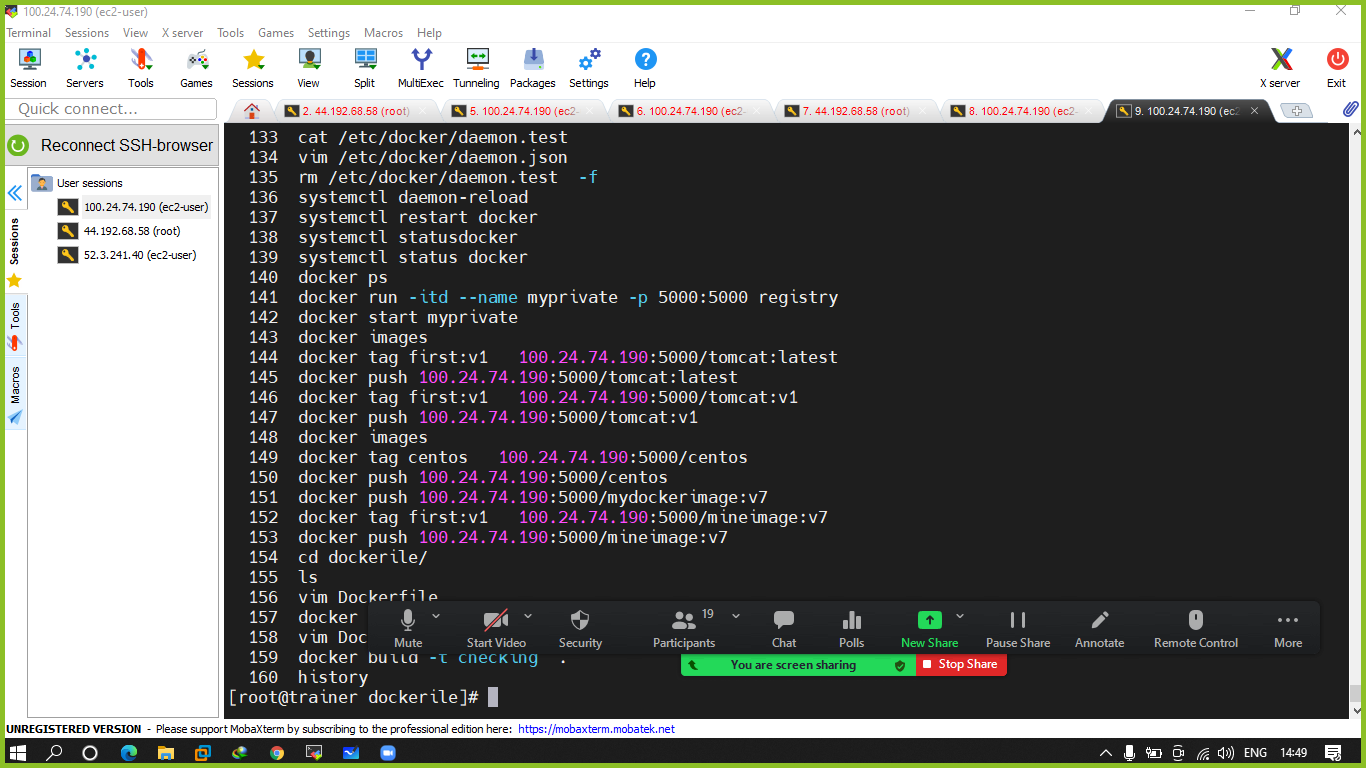 100.24.74.190 (ec2-user)
Terminal Sessions View X server Tools Games Settings Macros Help
Session Servers Tools Games Sessions View Split MultiExec Tunneling Packages Settings Help X server Exit
Quick connect...
2. 44.192.68.58 (root) 5. 100.24.74.190 (ec2- 6. 100.24.74.190 (ec2- 7. 44.192.68.58 (root) 8. 100.24.74.190 (ec2- 9. 100.24.74.190 (ec2-
Reconnect SSH-browser
User sessions
100.24.74.190 (ec2-user)
44.192.68.58 (root)
52.3.241.40 (ec2-user)
Sessions
Tools
Macros
133 cat /etc/docker/daemon.test
134 vim /etc/docker/daemon.json
135 rm /etc/docker/daemon.test -f
136 systemctl daemon-reload
137 systemctl restart docker
138 systemctl statusdocker
139 systemctl status docker
140 docker ps
141 docker run -itd --name myprivate -p 5000:5000 registry
142 docker start myprivate
143 docker images
144 docker tag first:v1 100.24.74.190:5000/tomcat:latest
145 docker push 100.24.74.190:5000/tomcat:latest
146 docker tag first:v1 100.24.74.190:5000/tomcat:v1
147 docker push 100.24.74.190:5000/tomcat:v1
148 docker images
149 docker tag centos 100.24.74.190:5000/centos
150 docker push 100.24.74.190:5000/centos
151 docker push 100.24.74.190:5000/mydockerimage:v7
152 docker tag first:v1 100.24.74.190:5000/mineimage:v7
153 docker push 100.24.74.190:5000/mineimage:v7
154 cd dockerile/
155 ls
156 vim Dockerfile
157 docker
158 vim Doc
159 docker build -t checking .
160 history
[root@trainer dockerile]#
Mute Start Video Security Participants 19 Chat Polls New Share Pause Share Annotate Remote Control More
You are screen sharing Stop Share
UNREGISTERED VERSION - Please support MobaXterm by subscribing to the professional edition here: https://mobaxterm.mobatek.net
ENG 14:49